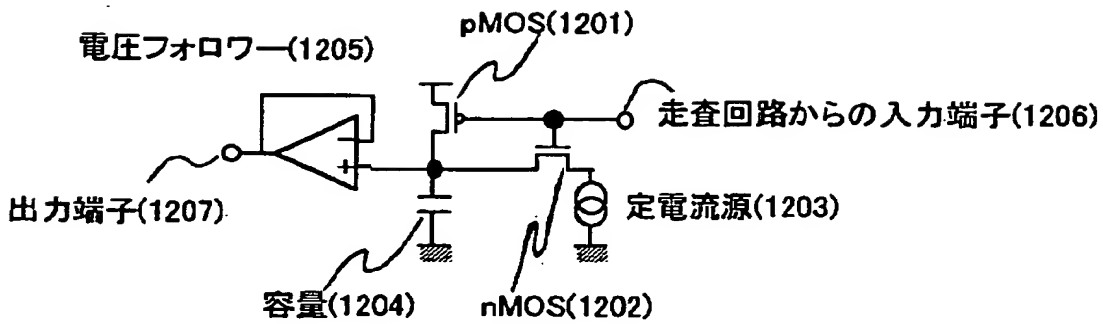 pMOS(1201)
電圧フォロワー(1205)
走査回路からの入力端子(1206)
出力端子(1207)
定電流源(1203)
容量(1204)
nMOS(1202)